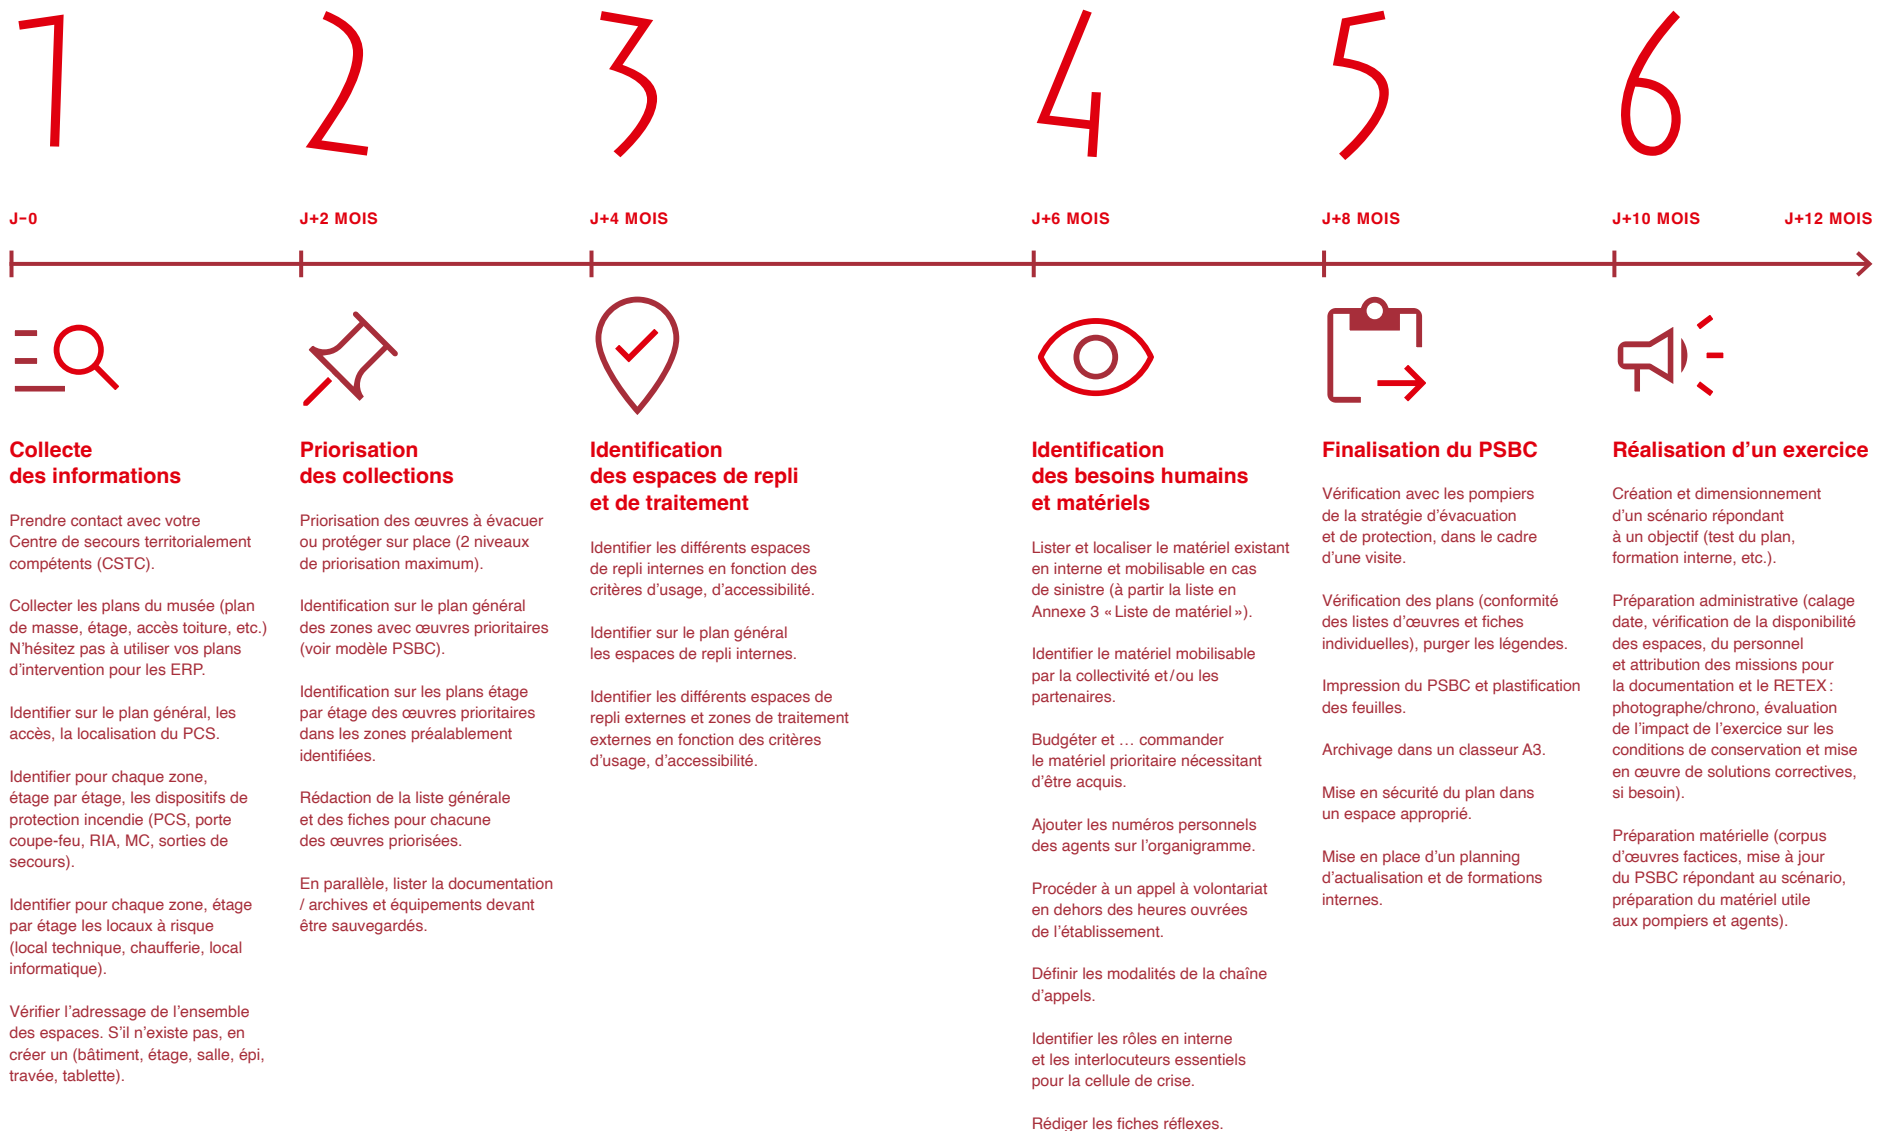 1
2
3
4
5
6
J-0
J+2 MOIS
J+4 MOIS
J+6 MOIS
J+8 MOIS
J+10 MOIS
J+12 MOIS
Collecte
des informations
Prendre contact avec votre
Centre de secours territorialement
compétents (CSTC).
Collecter les plans du musée (plan
de masse, étage, accès toiture, etc.)
N’hésitez pas à utiliser vos plans
d’intervention pour les ERP.
Identifier sur le plan général, les
accès, la localisation du PCS.
Identifier pour chaque zone,
étage par étage, les dispositifs de
protection incendie (PCS, porte
coupe-feu, RIA, MC, sorties de
secours).
Identifier pour chaque zone, étage
par étage les locaux à risque
(local technique, chaufferie, local
informatique).
Vérifier l’adressage de l’ensemble
des espaces. S’il n’existe pas, en
créer un (bâtiment, étage, salle, épi,
travée, tablette).
Priorisation
des collections
Priorisation des œuvres à évacuer
ou protéger sur place (2 niveaux
de priorisation maximum).
Identification sur le plan général
des zones avec œuvres prioritaires
(voir modèle PSBC).
Identification sur les plans étage
par étage des œuvres prioritaires
dans les zones préalablement
identifiées.
Rédaction de la liste générale
et des fiches pour chacune
des œuvres priorisées.
En parallèle, lister la documentation
/ archives et équipements devant
être sauvegardés.
Identification
des espaces de repli
et de traitement
Identifier les différents espaces
de repli internes en fonction des
critères d’usage, d’accessibilité.
Identifier sur le plan général
les espaces de repli internes.
Identifier les différents espaces de
repli externes et zones de traitement
externes en fonction des critères
d’usage, d’accessibilité.
Identification
des besoins humains
et matériels
Lister et localiser le matériel existant
en interne et mobilisable en cas
de sinistre (à partir la liste en
Annexe 3 « Liste de matériel »).
Identifier le matériel mobilisable
par la collectivité et/ou les
partenaires.
Budgéter et … commander
le matériel prioritaire nécessitant
d’être acquis.
Ajouter les numéros personnels
des agents sur l’organigramme.
Procéder à un appel à volontariat
en dehors des heures ouvrées
de l’établissement.
Définir les modalités de la chaîne
d’appels.
Identifier les rôles en interne
et les interlocuteurs essentiels
pour la cellule de crise.
Rédiger les fiches réflexes.
Finalisation du PSBC
Vérification avec les pompiers
de la stratégie d’évacuation
et de protection, dans le cadre
d’une visite.
Vérification des plans (conformité
des listes d’œuvres et fiches
individuelles), purger les légendes.
Impression du PSBC et plastification
des feuilles.
Archivage dans un classeur A3.
Mise en sécurité du plan dans
un espace approprié.
Mise en place d’un planning
d’actualisation et de formations
internes.
Réalisation d’un exercice
Création et dimensionnement
d’un scénario répondant
à un objectif (test du plan,
formation interne, etc.).
Préparation administrative (calage
date, vérification de la disponibilité
des espaces, du personnel
et attribution des missions pour
la documentation et le RETEX :
photographe/chrono, évaluation
de l’impact de l’exercice sur les
conditions de conservation et mise
en œuvre de solutions correctives,
si besoin).
Préparation matérielle (corpus
d’œuvres factices, mise à jour
du PSBC répondant au scénario,
préparation du matériel utile
aux pompiers et agents).